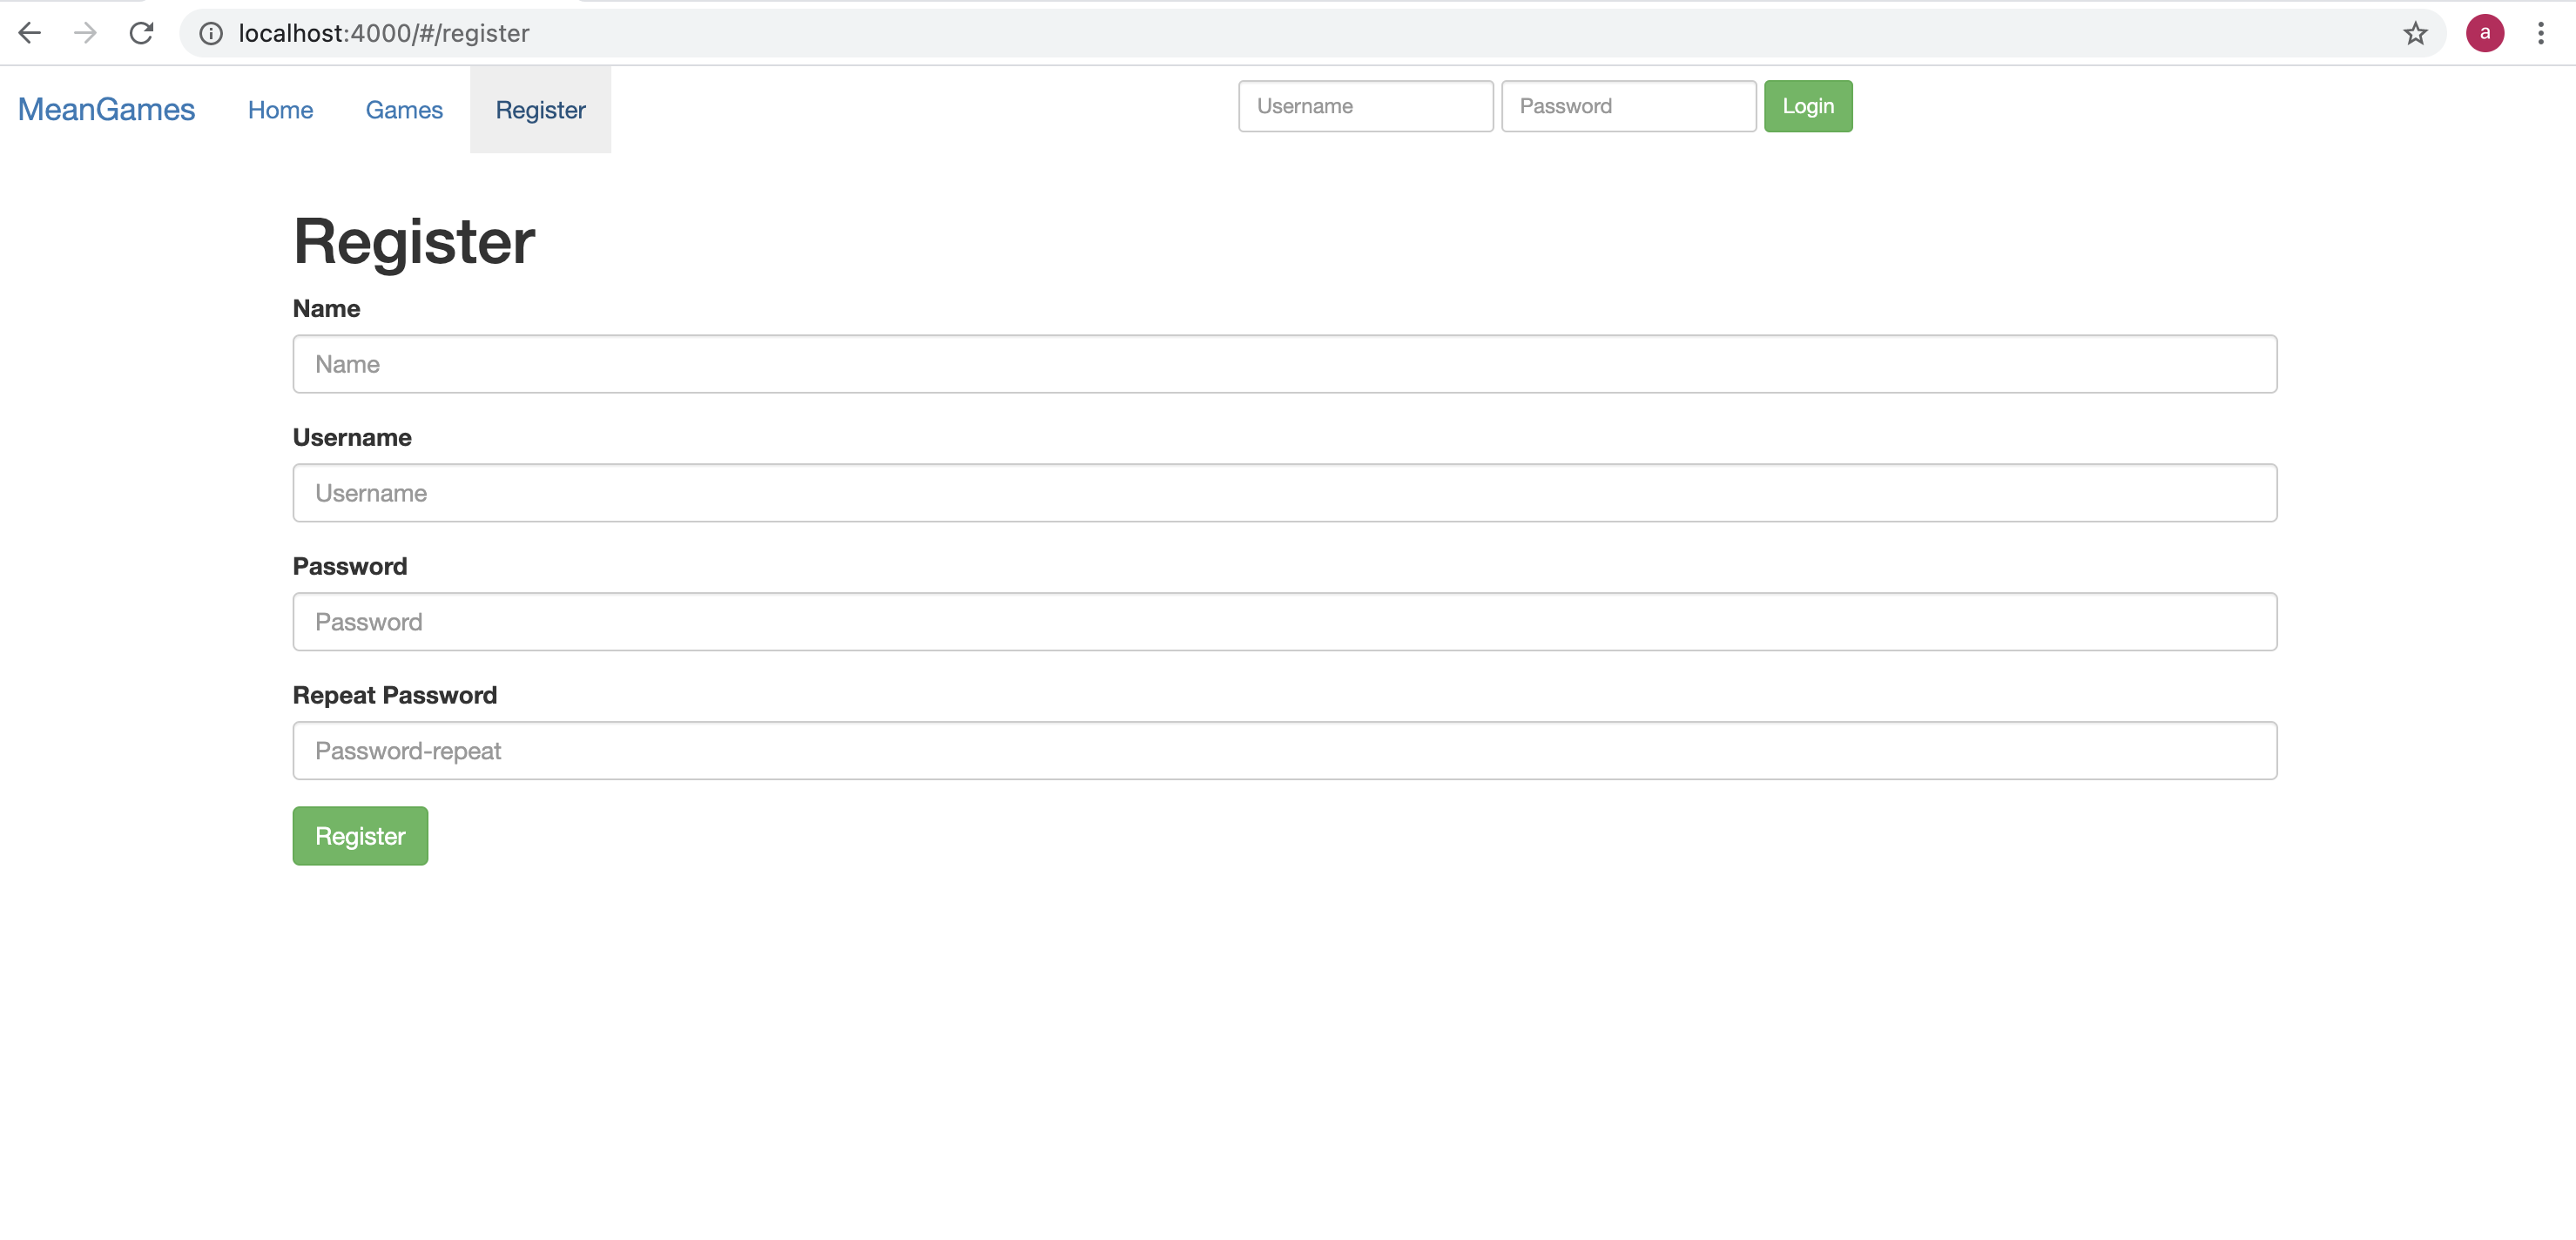 localhost:4000/#/register
a
MeanGames Home Games Register Username Password Login
Register
Name
Name
Username
Username
Password
Password
Repeat Password
Password-repeat
Register